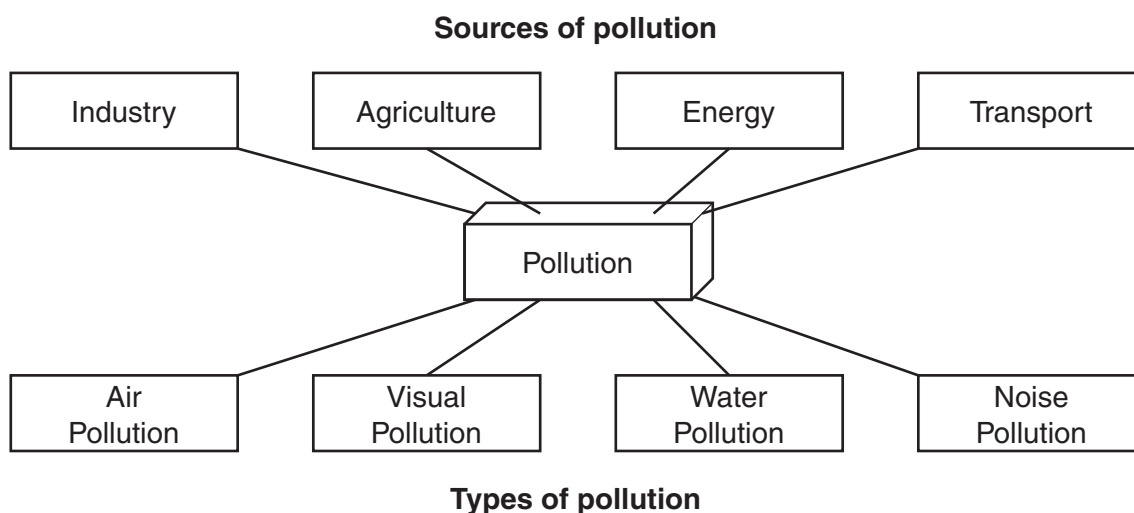 Sources of pollution
Industry
Agriculture
Energy
Transport
Pollution
Air
Pollution
Visual
Pollution
Water
Pollution
Noise
Pollution
Types of pollution